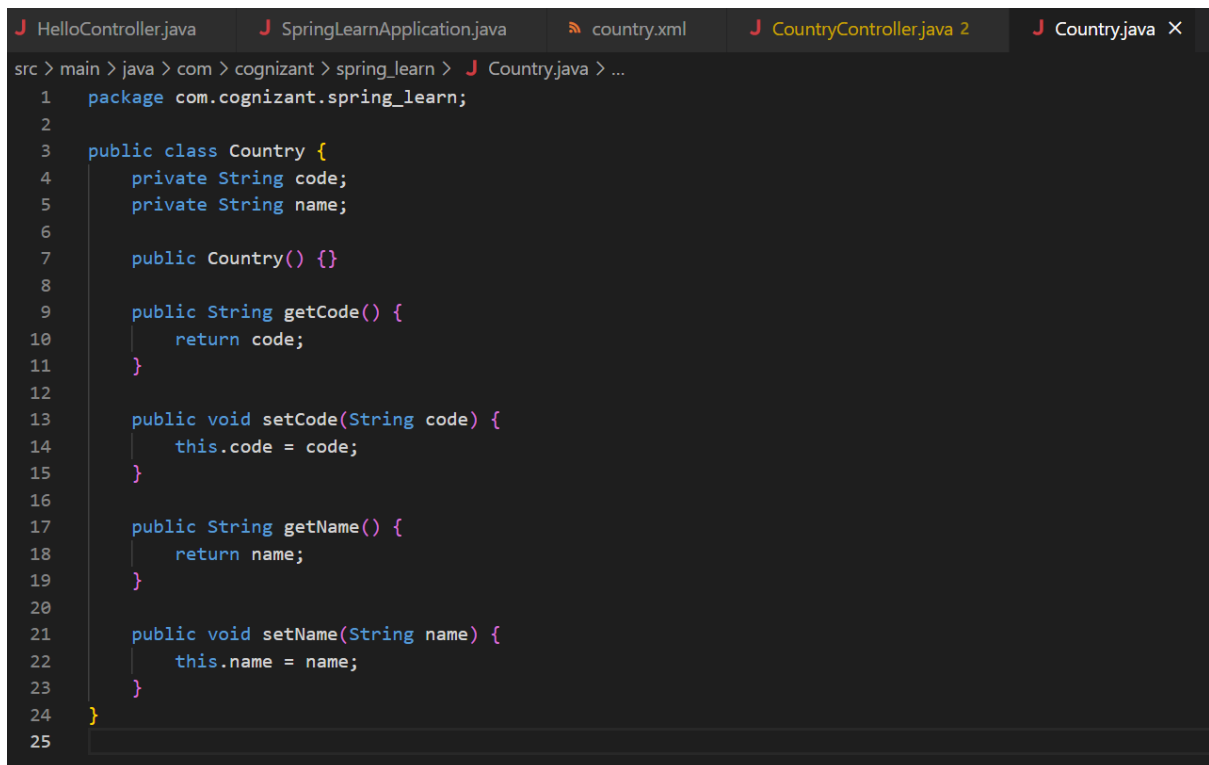 HelloController.java SpringLearnApplication.java country.xml CountryController.java 2 Country.java ×
src > main > java > com > cognizant > spring_learn > J Country.java > ...
1 package com.cognizant.spring_learn;
2
3 public class Country {
4     private String code;
5     private String name;
6
7     public Country() {}
8
9     public String getCode() {
10         return code;
11     }
12
13     public void setCode(String code) {
14         this.code = code;
15     }
16
17     public String getName() {
18         return name;
19     }
20
21     public void setName(String name) {
22         this.name = name;
23     }
24 }
25